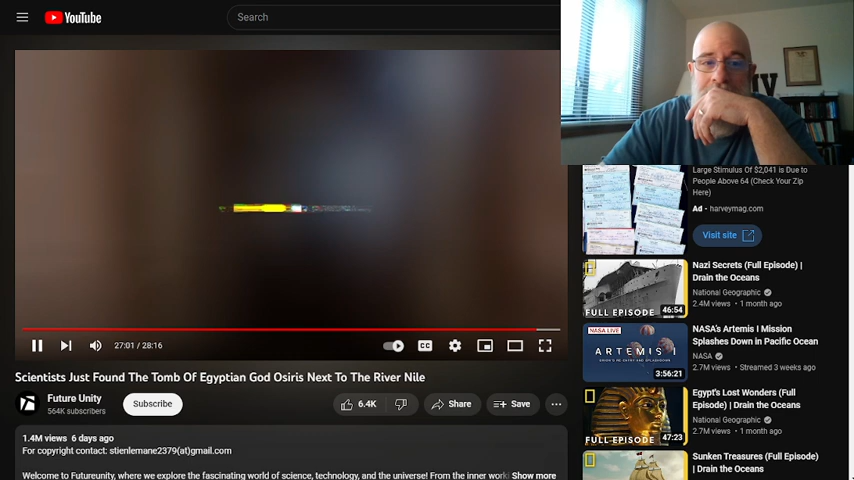 YouTube
Search
27:01 / 28:16
CC
Scientists Just Found The Tomb Of Egyptian God Osiris Next To The River Nile
Future Unity
564K subscribers
Subscribe
6.4K
Share
Save
1.4M views 6 days ago
For copyright contact: stienlemane2379(at)gmail.com
Welcome to Futureunity, where we explore the fascinating world of science, technology, and the universe! From the inner work Show more
Large Stimulus Of $2,041 is Due to
People Above 64 (Check Your Zip
Here)
Ad - harveymag.com
Visit site
FULL EPISODE 46:54
Nazi Secrets (Full Episode) |
Drain the Oceans
National Geographic
2.4M views · 1 month ago
NASA LIVE
ARTEMIS I
3:56:21
NASA's Artemis I Mission
Splashes Down in Pacific Ocean
NASA
2.7M views · Streamed 3 weeks ago
FULL EPISODE 47:23
Egypt's Lost Wonders (Full
Episode) | Drain the Oceans
National Geographic
2.7M views · 1 month ago
Sunken Treasures (Full Episode)
| Drain the Oceans